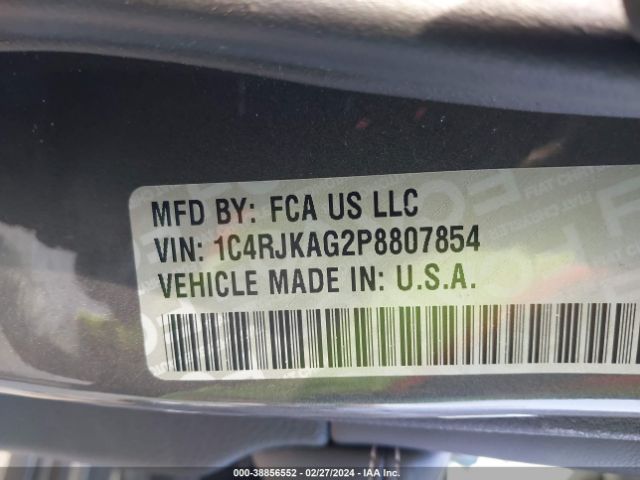 MFD BY: FCA US LLC
VIN: 1C4RJKAG2P8807854
VEHICLE MADE IN: U.S.A.
000-38856552 - 02/27/2024 - IAA Inc.